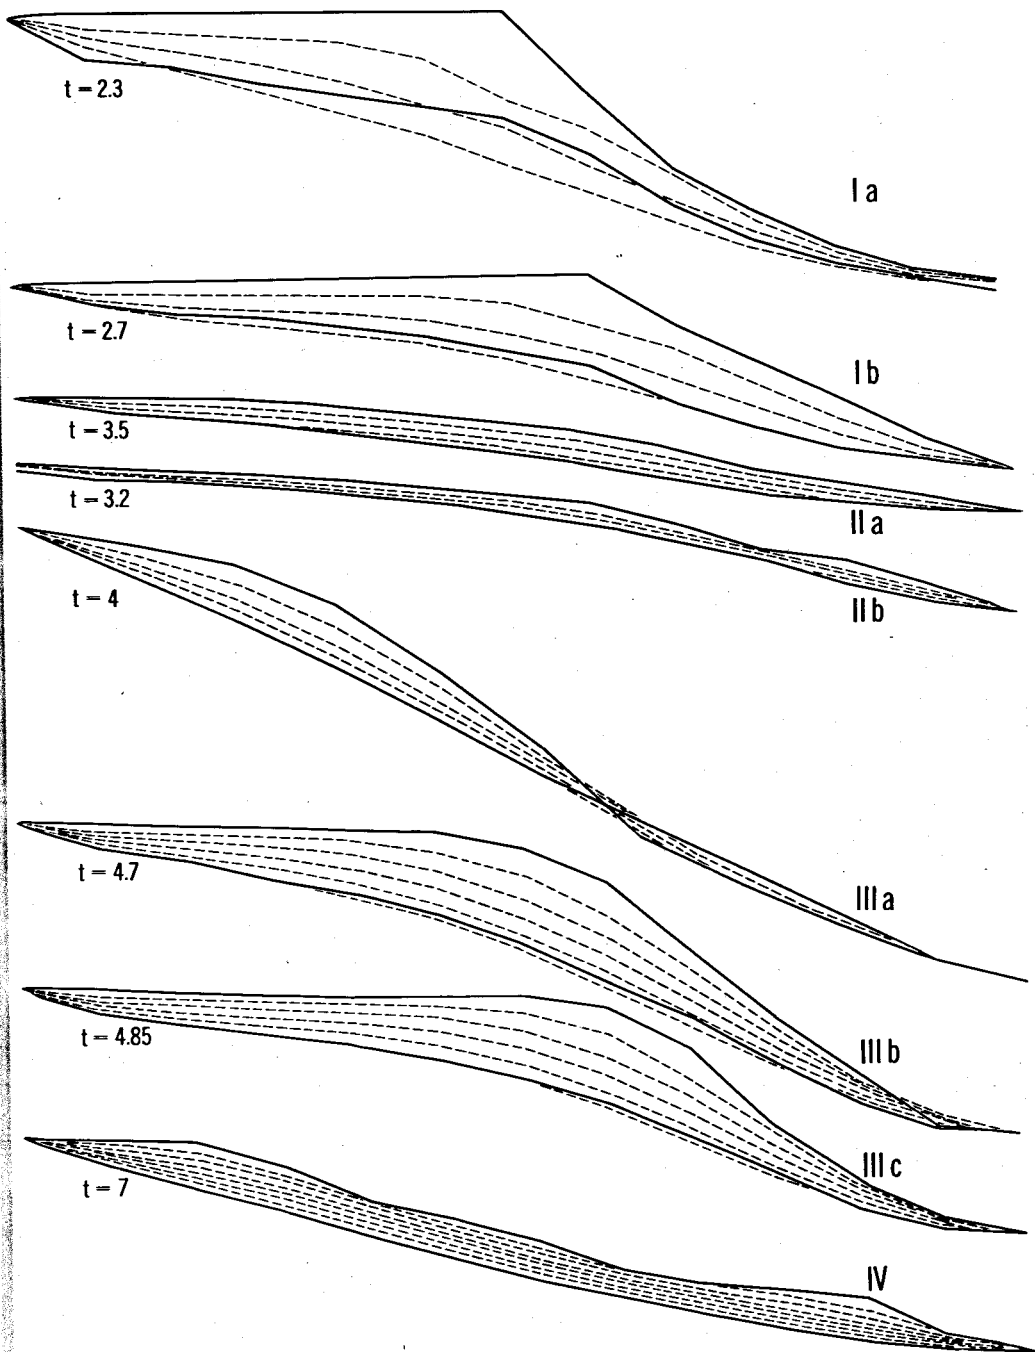 t = 2.3
I a
t = 2.7
I b
t = 3.5
II a
t = 3.2
II b
t = 4
III a
t = 4.7
III b
t = 4.85
III c
t = 7
IV